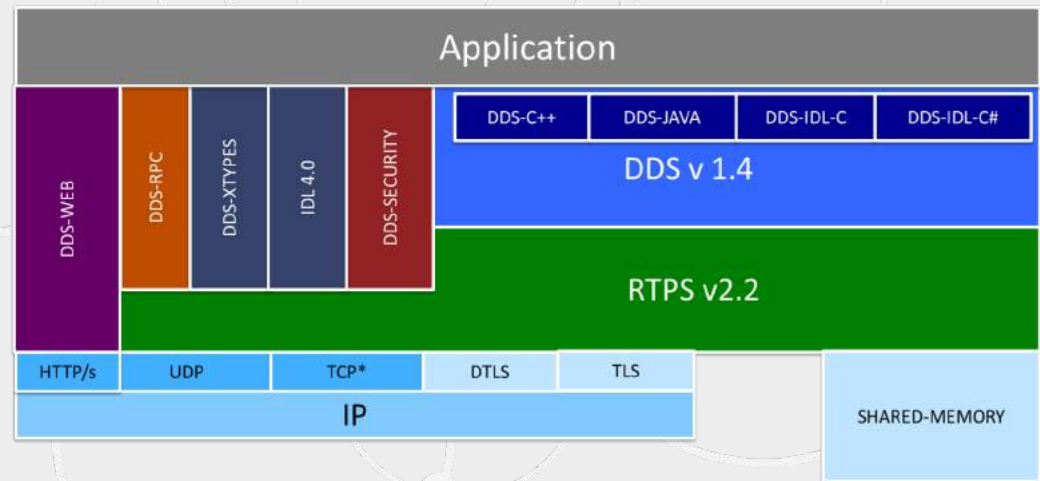 Application
DDS-WEB
DDS-RPC
DDS-XTYPES
IDL 4.0
DDS-SECURITY
DDS-C++
DDS-JAVA
DDS-IDL-C
DDS-IDL-C#
DDS v 1.4
RTPS v2.2
HTTP/s
UDP
TCP*
DTLS
TLS
IP
SHARED-MEMORY